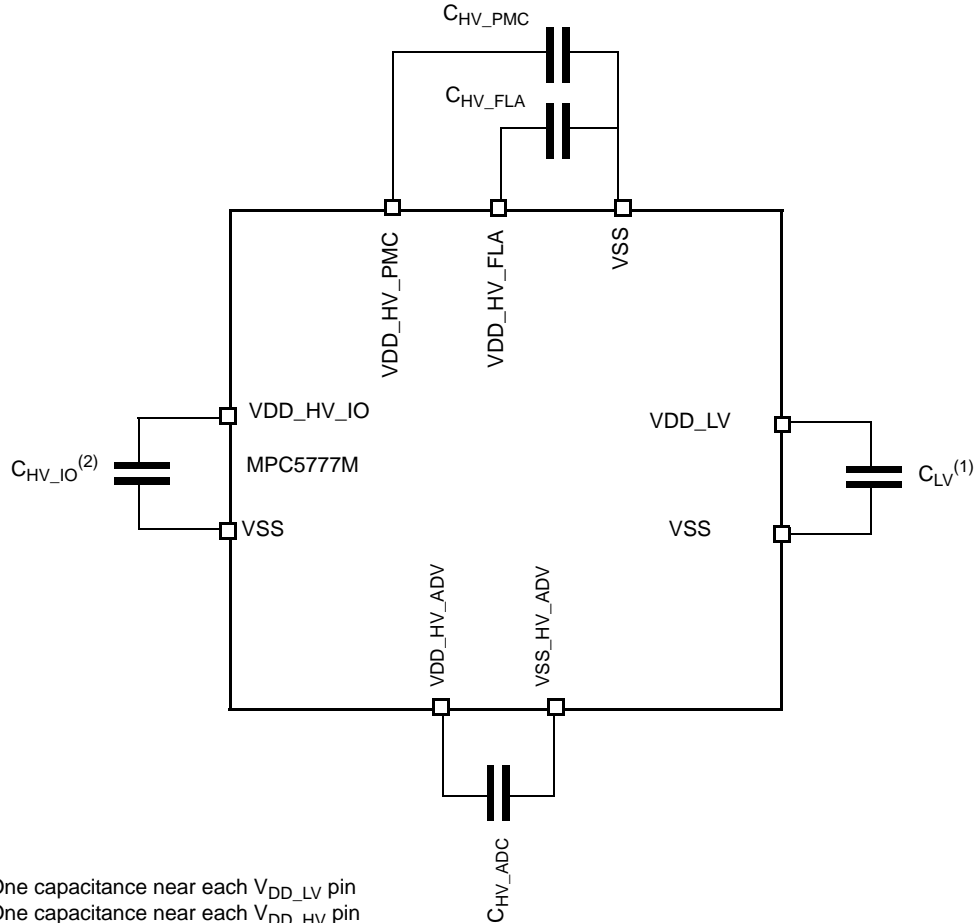 C_HV_PMC
C_HV_FLA
VDD_HV_PMC
VDD_HV_FLA
VSS
VDD_HV_IO
VDD_LV
C_HV_IO(2)
MPC5777M
C_LV(1)
VSS
VSS
VDD_HV_ADV
VSS_HV_ADV
C_HV_ADC
One capacitance near each V_DD_LV pin
One capacitance near each V_DD_HV pin